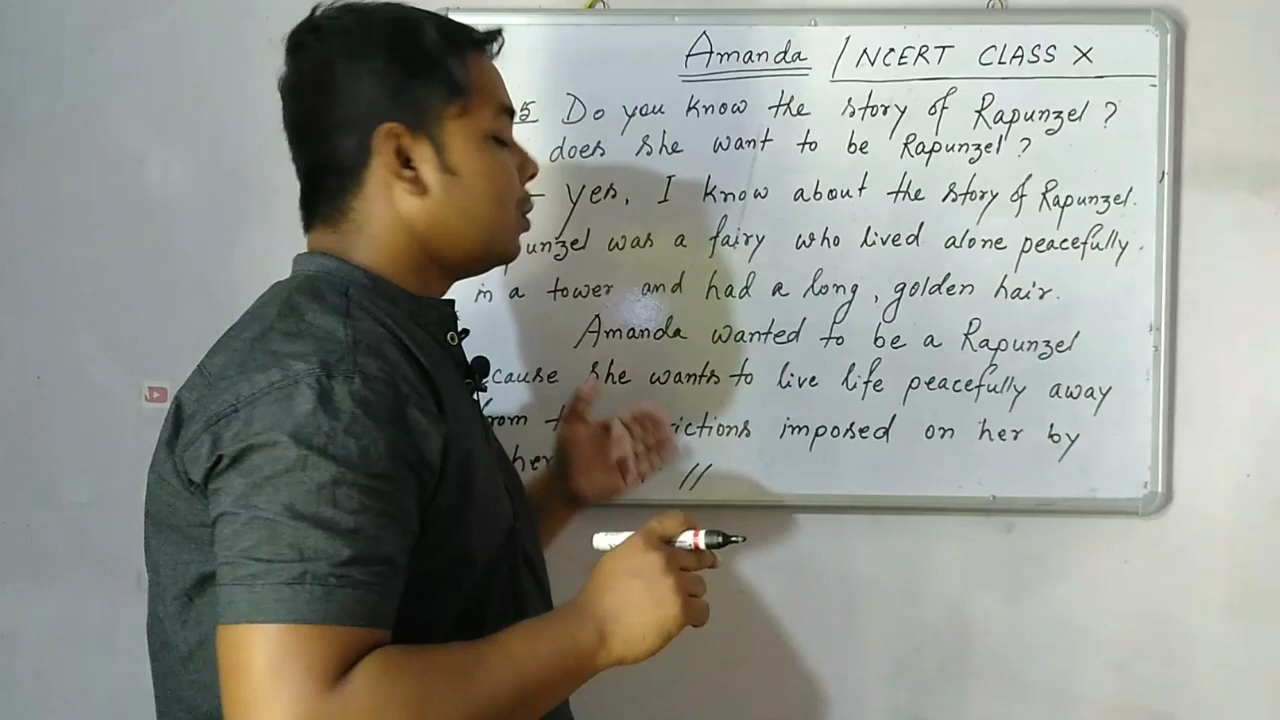 Amanda / NCERT CLASS X
5 Do you know the story of Rapunzel ?
does she want to be Rapunzel ?
- yes, I know about the story of Rapunzel.
unzel was a fairy who lived alone peacefully.
in a tower and had a long, golden hair.
Amanda wanted to be a Rapunzel
cause she wants to live life peacefully away
rom ictions imposed on her by
her //